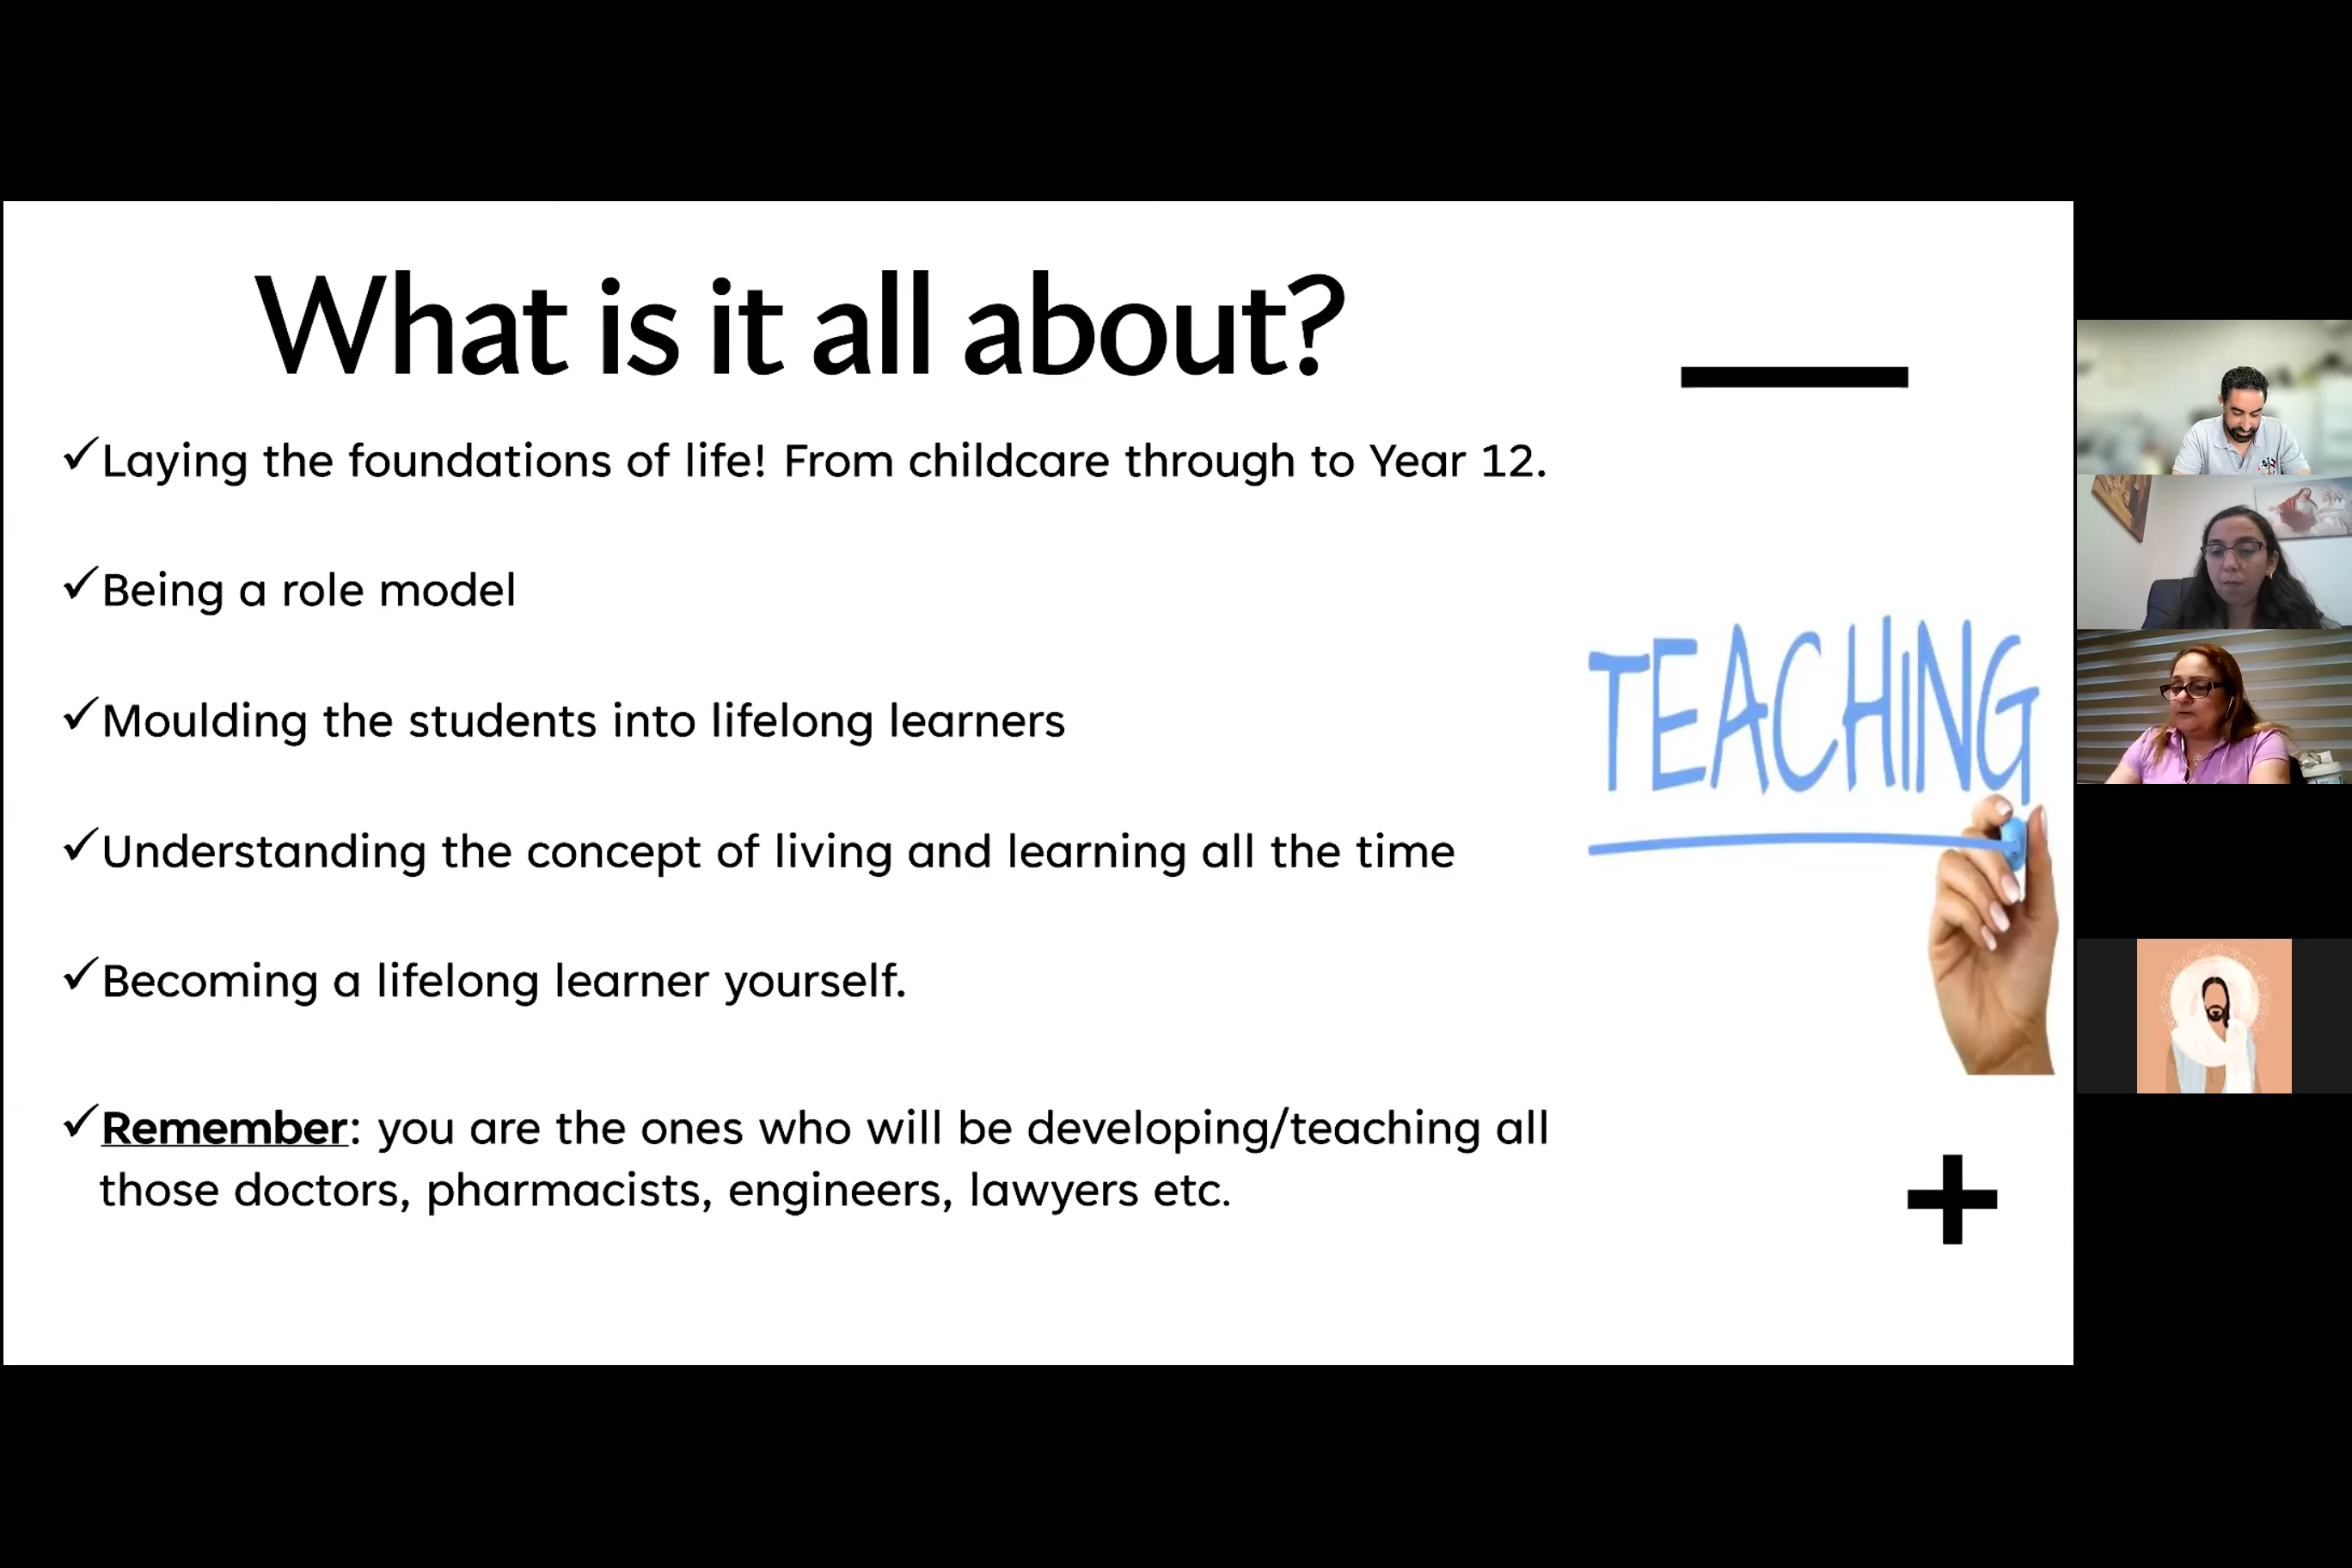 What is it all about?
✓Laying the foundations of life! From childcare through to Year 12.
✓Being a role model
✓Moulding the students into lifelong learners
✓Understanding the concept of living and learning all the time
✓Becoming a lifelong learner yourself.
✓Remember: you are the ones who will be developing/teaching all
those doctors, pharmacists, engineers, lawyers etc.
TEACHING